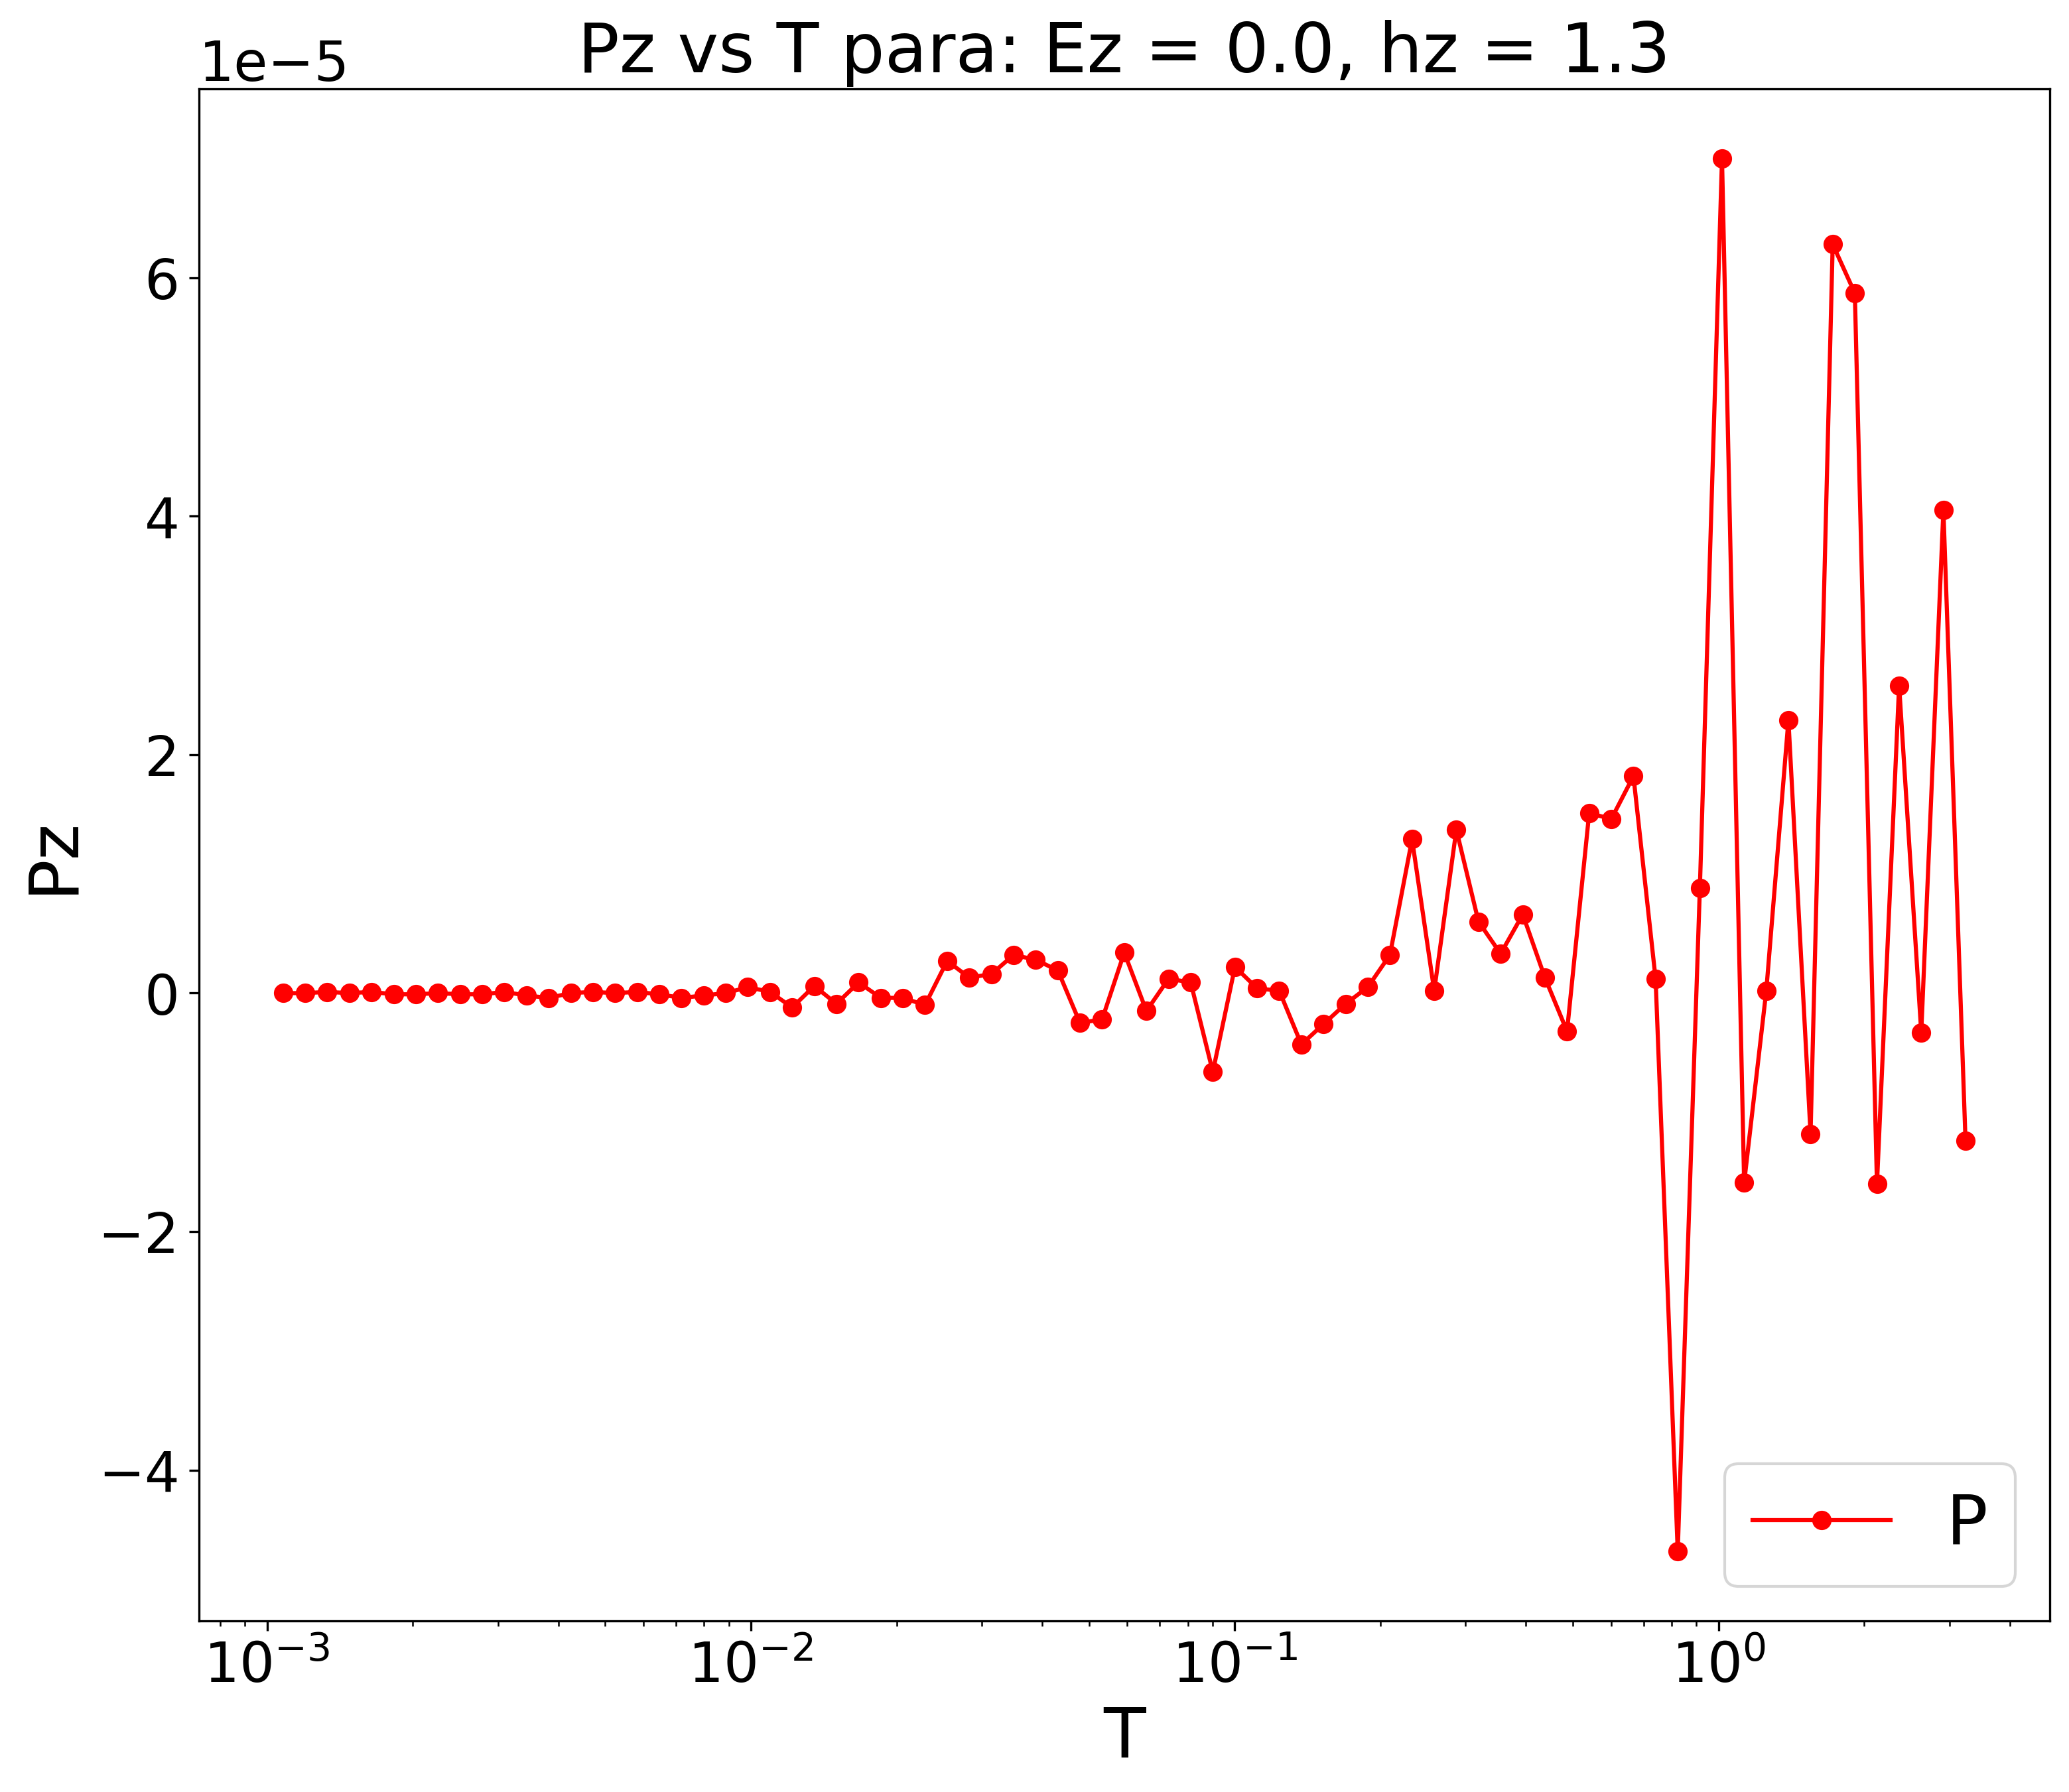 Pz vs T para: Ez = 0.0, hz = 1.3
1e−5
6
4
2
0
−2
−4
Pz
10⁻³ 10⁻² 10⁻¹ 10⁰
T
P